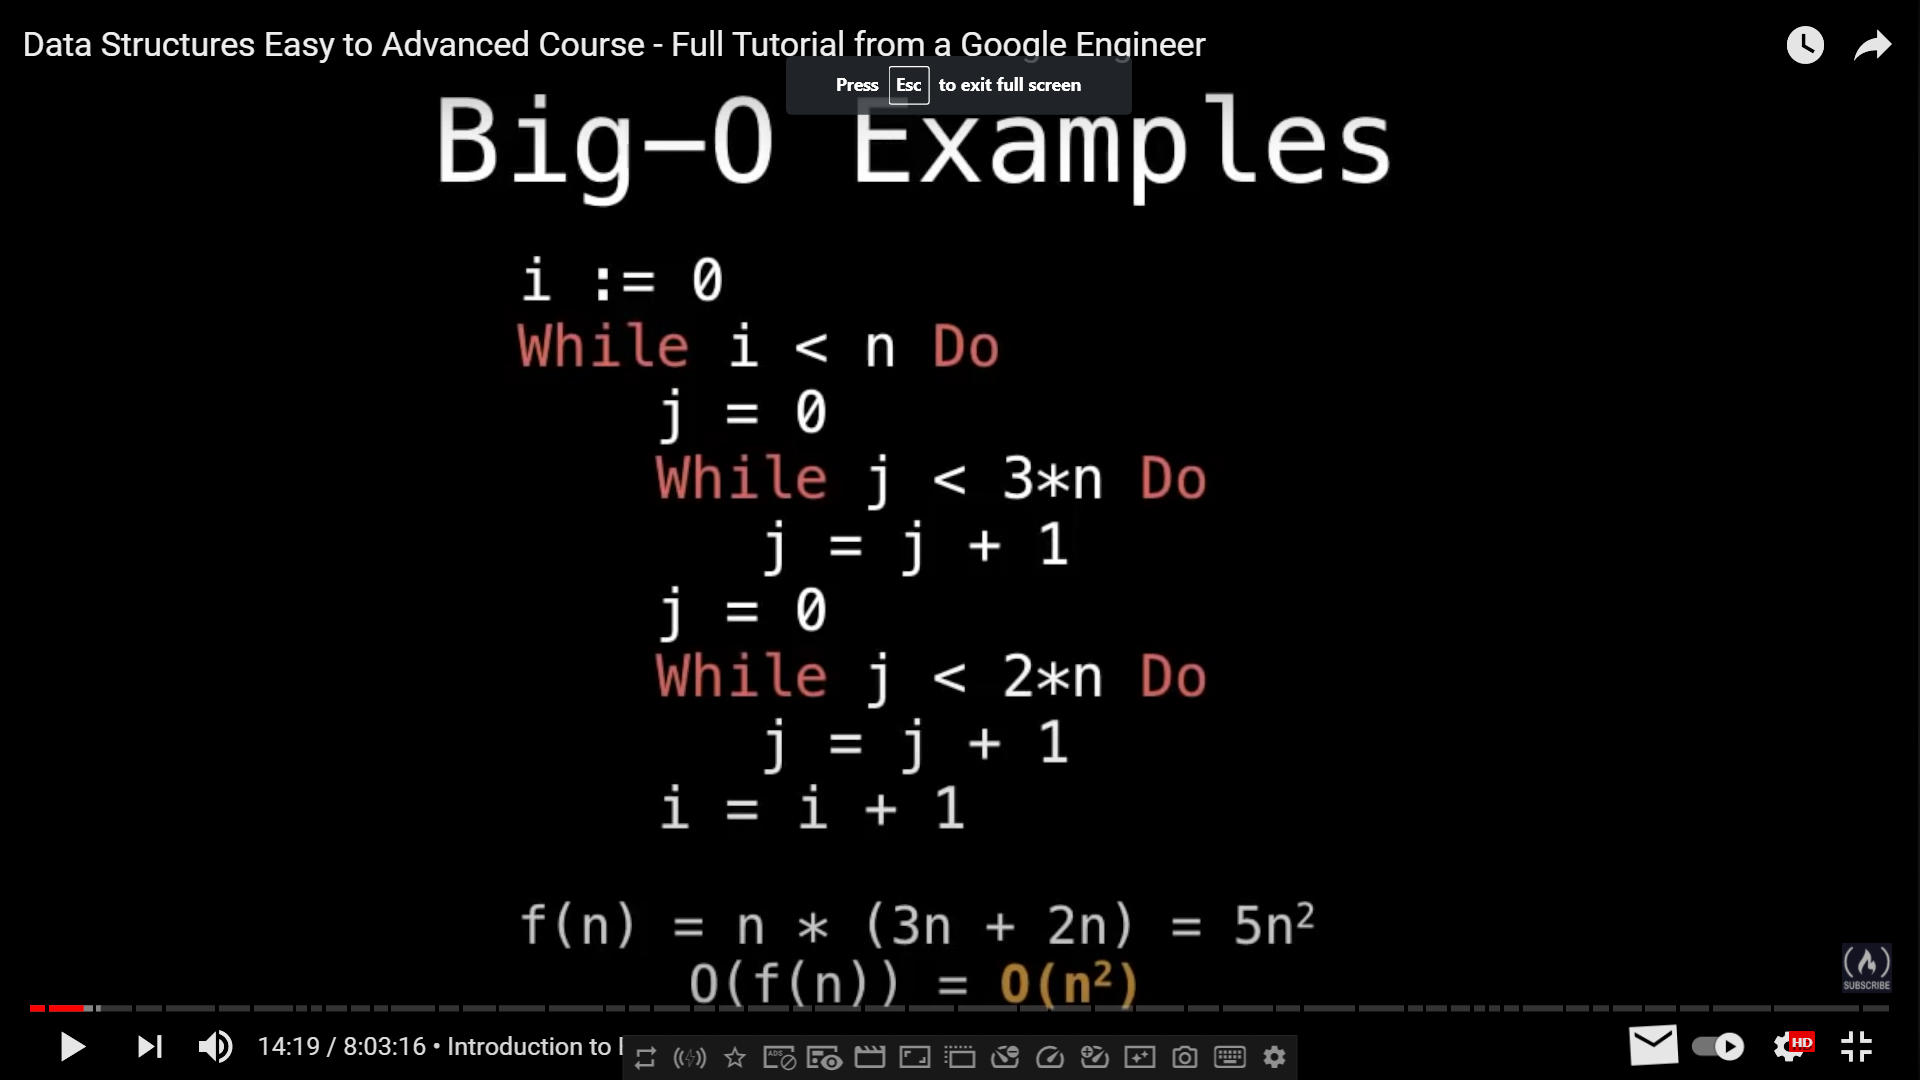 Data Structures Easy to Advanced Course - Full Tutorial from a Google Engineer
Press Esc to exit full screen
Big-O Examples
i := 0
While i < n Do
j = 0
While j < 3*n Do
j = j + 1
j = 0
While j < 2*n Do
j = j + 1
i = i + 1
f(n) = n * (3n + 2n) = 5n²
O(f(n)) = O(n²)
SUBSCRIBE
14:19 / 8:03:16 • Introduction to
ADS
HD